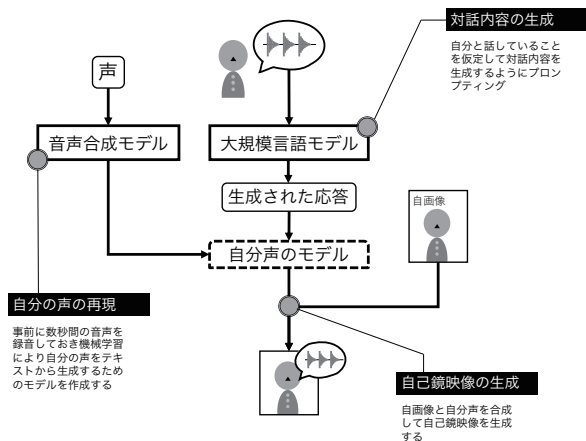 対話内容の生成
自分と話していること
を仮定して対話内容を
生成するようにプロン
プティング
声
音声合成モデル
大規模言語モデル
生成された応答
自画像
自分声のモデル
自分の声の再現
事前に数秒間の音声を
録音しておき機械学習
により自分の声をテキ
ストから生成するため
のモデルを作成する
自己鏡映像の生成
自画像と自分声を合成
して自己鏡映像を生成
する